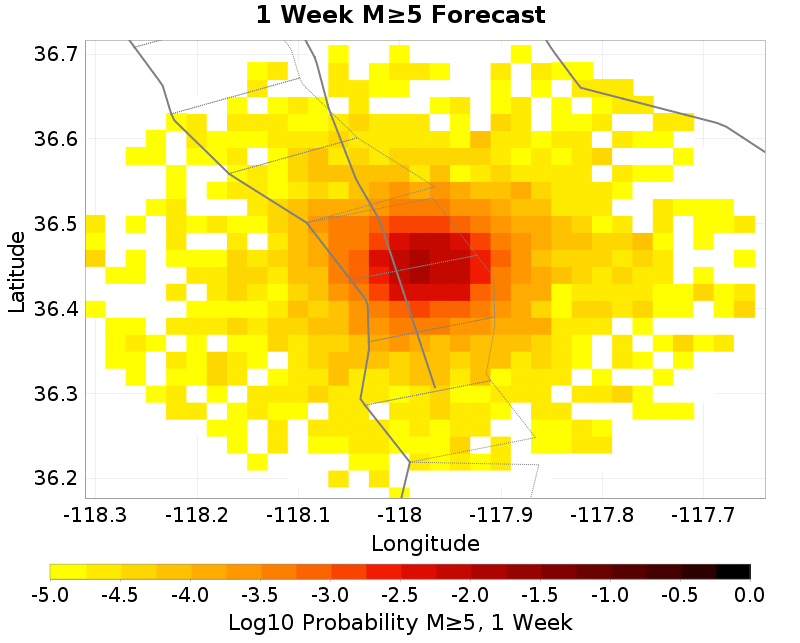 1 Week M≥5 Forecast
Latitude
36.7
36.6
36.5
36.4
36.3
36.2
-118.3 -118.2 -118.1 -118 -117.9 -117.8 -117.7
Longitude
-5.0 -4.5 -4.0 -3.5 -3.0 -2.5 -2.0 -1.5 -1.0 -0.5 0.0
Log10 Probability M≥5, 1 Week